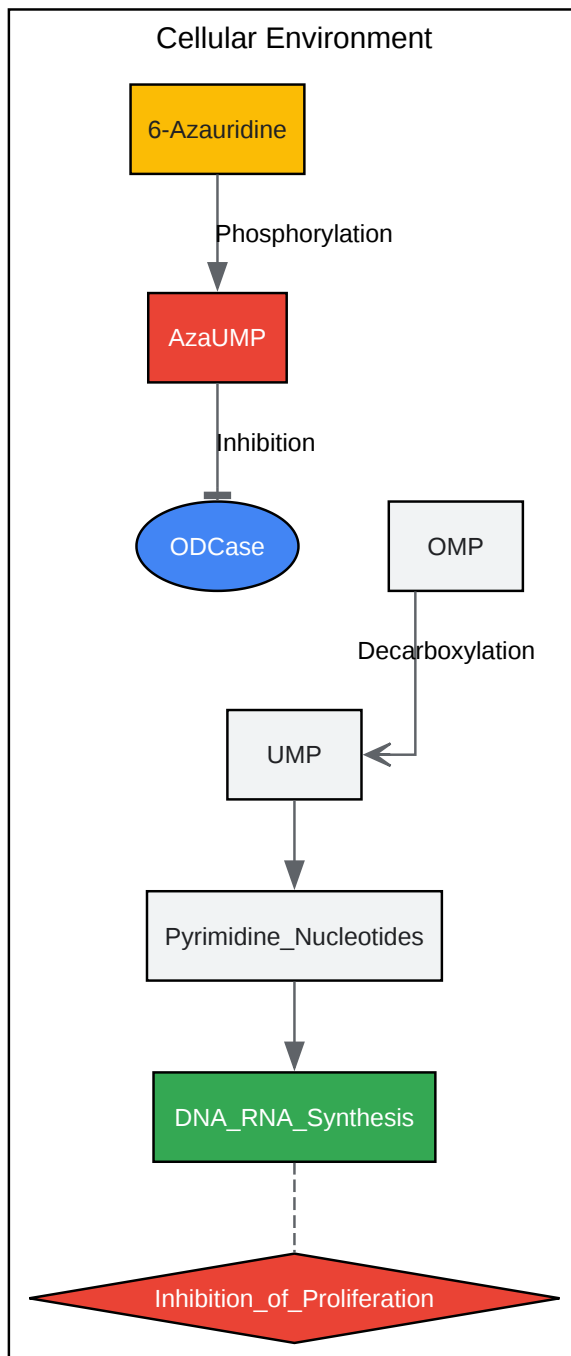 Cellular Environment
6-Azauridine
Phosphorylation
AzaUMP
Inhibition
ODCase
OMP
Decarboxylation
UMP
Pyrimidine_Nucleotides
DNA_RNA_Synthesis
Inhibition_of_Proliferation